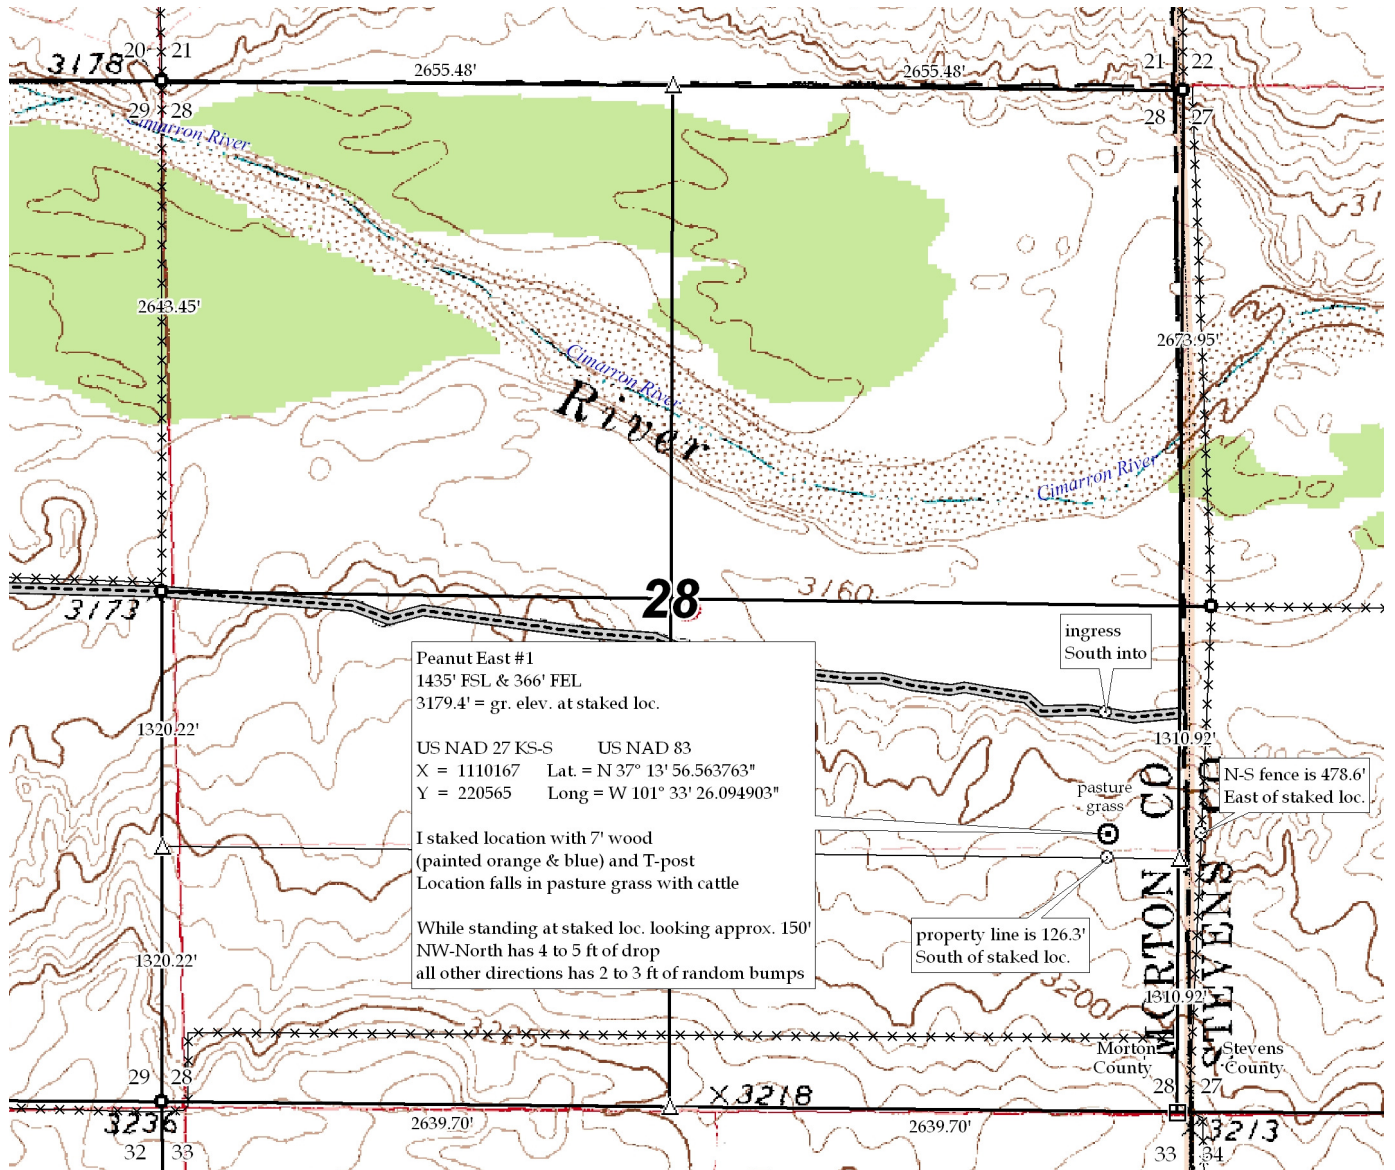 20 21
3178
2655.48'
2655.48'
21 22
29 28
28 27
Cimarron River
2643.45'
2673.95'
Cimarron River
River
Cimarron River
28
3160
3173
ingress
South into
Peanut East #1
1435' FSL & 366' FEL
3179.4' = gr. elev. at staked loc.
US NAD 27 KS-S US NAD 83
X = 1110167 Lat. = N 37° 13' 56.563763"
Y = 220565 Long = W 101° 33' 26.094903"
I staked location with 7' wood
(painted orange & blue) and T-post
Location falls in pasture grass with cattle
While standing at staked loc. looking approx. 150'
NW-North has 4 to 5 ft of drop
all other directions has 2 to 3 ft of random bumps
1320.22'
1310.92'
N-S fence is 478.6'
East of staked loc.
pasture
grass
MORTON CO
STEVENS CO
property line is 126.3'
South of staked loc.
1320.22'
3200
1310.92'
Morton
County
Stevens
County
29 28
28 27
3236
3218
3213
2639.70'
2639.70'
32 33
33 34